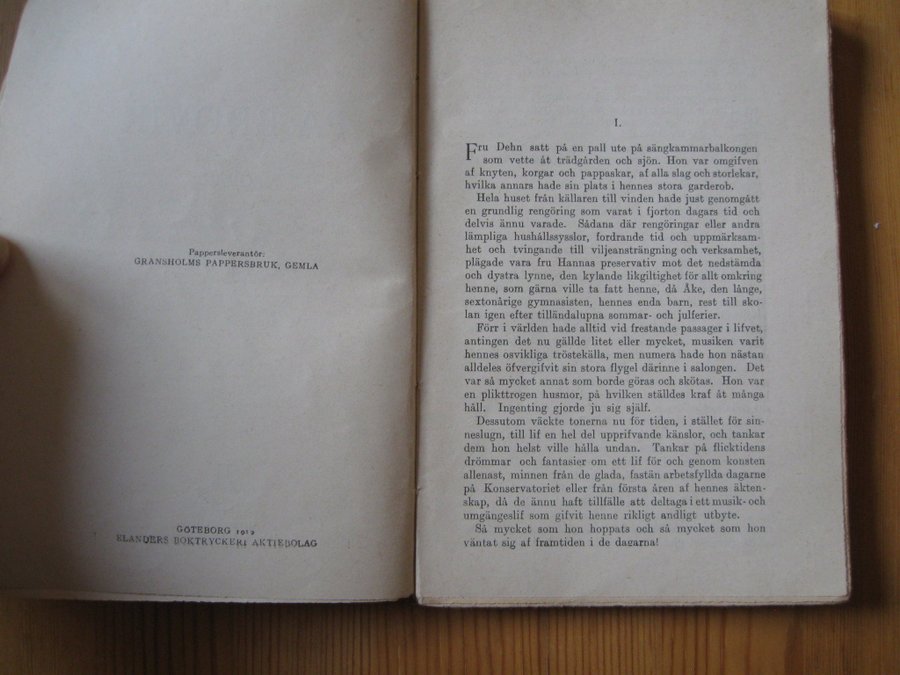 Pappersleverantör:
GRANSHOLMS PAPPERSBRUK, GEMLA
GÖTEBORG 1912
ELANDERS BOKTRYCKERI AKTIEBOLAG
I.
Fru Dehn satt på en pall ute på sängkammarbalkongen
som vette åt trädgården och sjön. Hon var omgifven
af knyten, korgar och pappaskar, af alla slag och storlekar,
hvilka annars hade sin plats i hennes stora garderob.
Hela huset från källaren till vinden hade just genomgått
en grundlig rengöring som varat i fjorton dagars tid och
delvis ännu varade. Sådana där rengöringar eller andra
lämpliga hushållssysslor, fordrande tid och uppmärksam-
het och tvingande till viljeansträngning och verksamhet,
plägade vara fru Hannas preservativ mot det nedstämda
och dystra lynne, den kylande likgiltighet för allt omkring
henne, som gärna ville ta fatt henne, då Åke, den långe,
sextonårige gymnasisten, hennes enda barn, rest till sko-
lan igen efter tilländalupna sommar- och julferier.
Förr i världen hade alltid vid frestande passager i lifvet,
antingen det nu gällde litet eller mycket, musiken varit
hennes osvikliga tröstekälla, men numera hade hon nästan
alldeles öfvergifvit sin stora flygel därinne i salongen. Det
var så mycket annat som borde göras och skötas. Hon var
en plikttrogen husmor, på hvilken ställdes kraf åt många
håll. Ingenting gjorde ju sig själf.
Dessutom väckte tonerna nu för tiden, i stället för sin-
neslugn, till lif en hel del upprifvande känslor, och tankar
dem hon helst ville hålla undan. Tankar på flicktidens
drömmar och fantasier om ett lif för och genom konsten
allenast, minnen från de glada, fastän arbetsfyllda dagarne
på Konservatoriet eller från första åren af hennes äkten-
skap, då de ännu haft tillfälle att deltaga i ett musik- och
umgängeslif som gifvit henne rikligt andligt utbyte.
Så mycket som hon hoppats och så mycket som hon
väntat sig af framtiden i de dagarna!